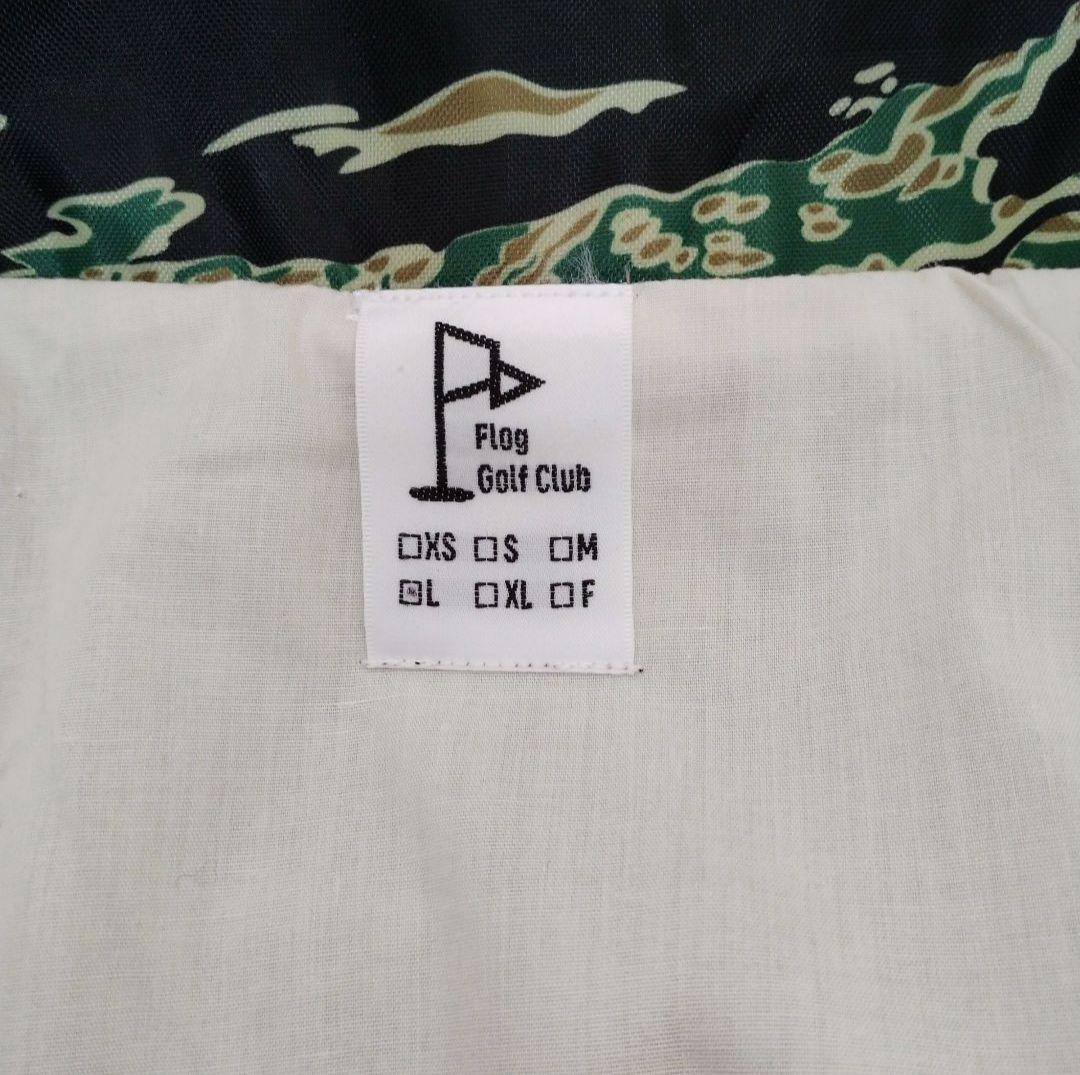 Flog
Golf Club
☐XS ☐S ☐M
☒L ☐XL ☐F